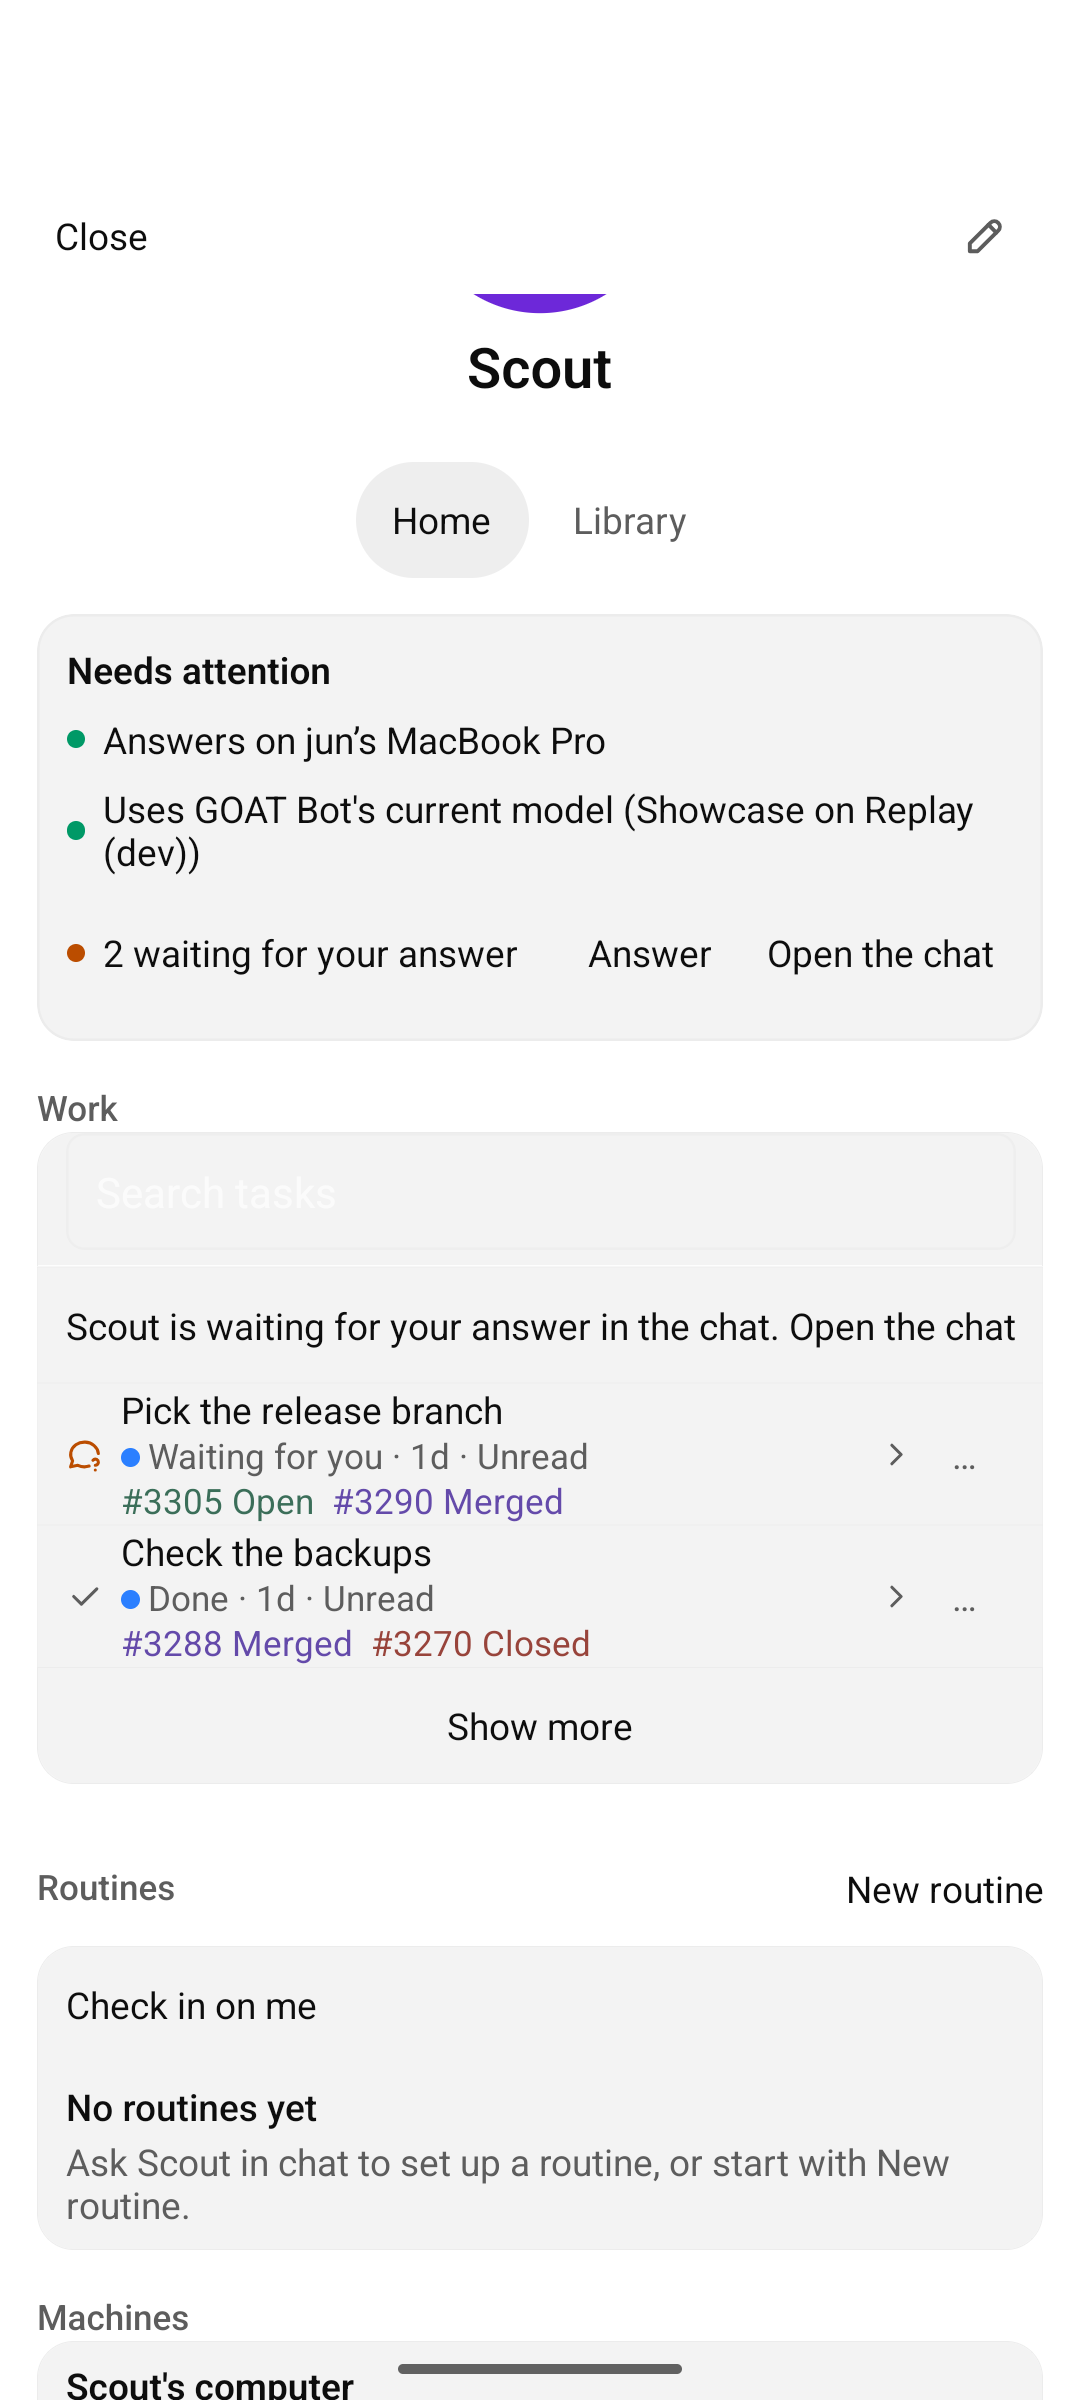 Close
Scout
Home Library
Needs attention
Answers on jun’s MacBook Pro
Uses GOAT Bot's current model (Showcase on Replay
(dev))
2 waiting for your answer Answer Open the chat
Work
Search tasks
Scout is waiting for your answer in the chat. Open the chat
Pick the release branch
Waiting for you · 1d · Unread
...
#3305 Open #3290 Merged
Check the backups
Done · 1d · Unread
...
#3288 Merged #3270 Closed
Show more
Routines New routine
Check in on me
No routines yet
Ask Scout in chat to set up a routine, or start with New
routine.
Machines
Scout's computer